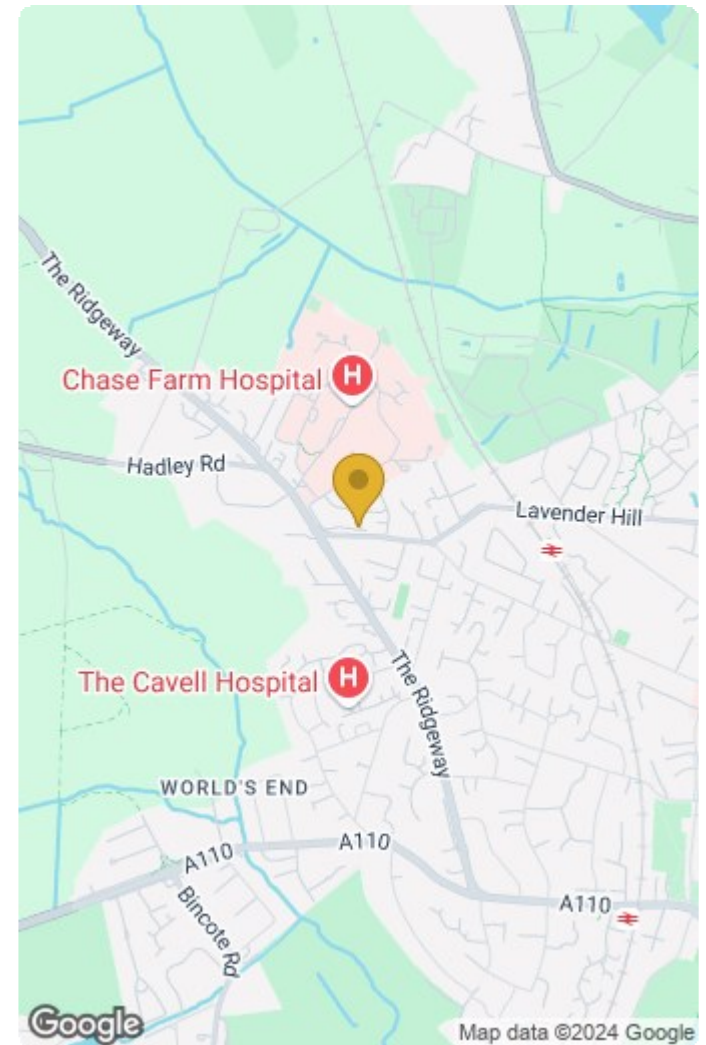 The Ridgeway
Chase Farm Hospital
H
Hadley Rd
Lavender Hill
The Cavell Hospital
H
The Ridgeway
WORLD'S END
A110
A110
Bincote Rd
A110
Google
Map data ©2024 Google